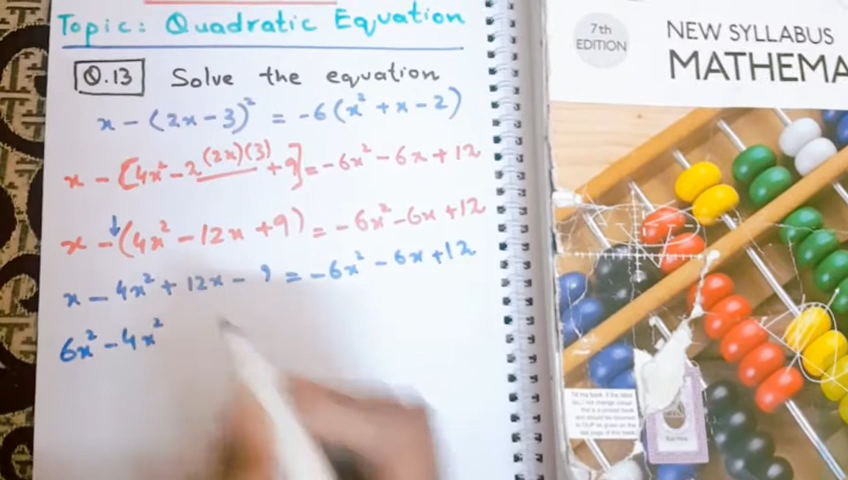 Topic: Quadratic Equation
Q.13 Solve the equation
x - (2x - 3)² = -6(x² + x - 2)
x - [4x² - 2(2x)(3) + 9] = -6x² - 6x + 12
x - (4x² - 12x + 9) = -6x² - 6x + 12
x - 4x² + 12x - 9 = -6x² - 6x + 12
6x² - 4x²
7th
EDITION
NEW SYLLABUS
MATHEMA